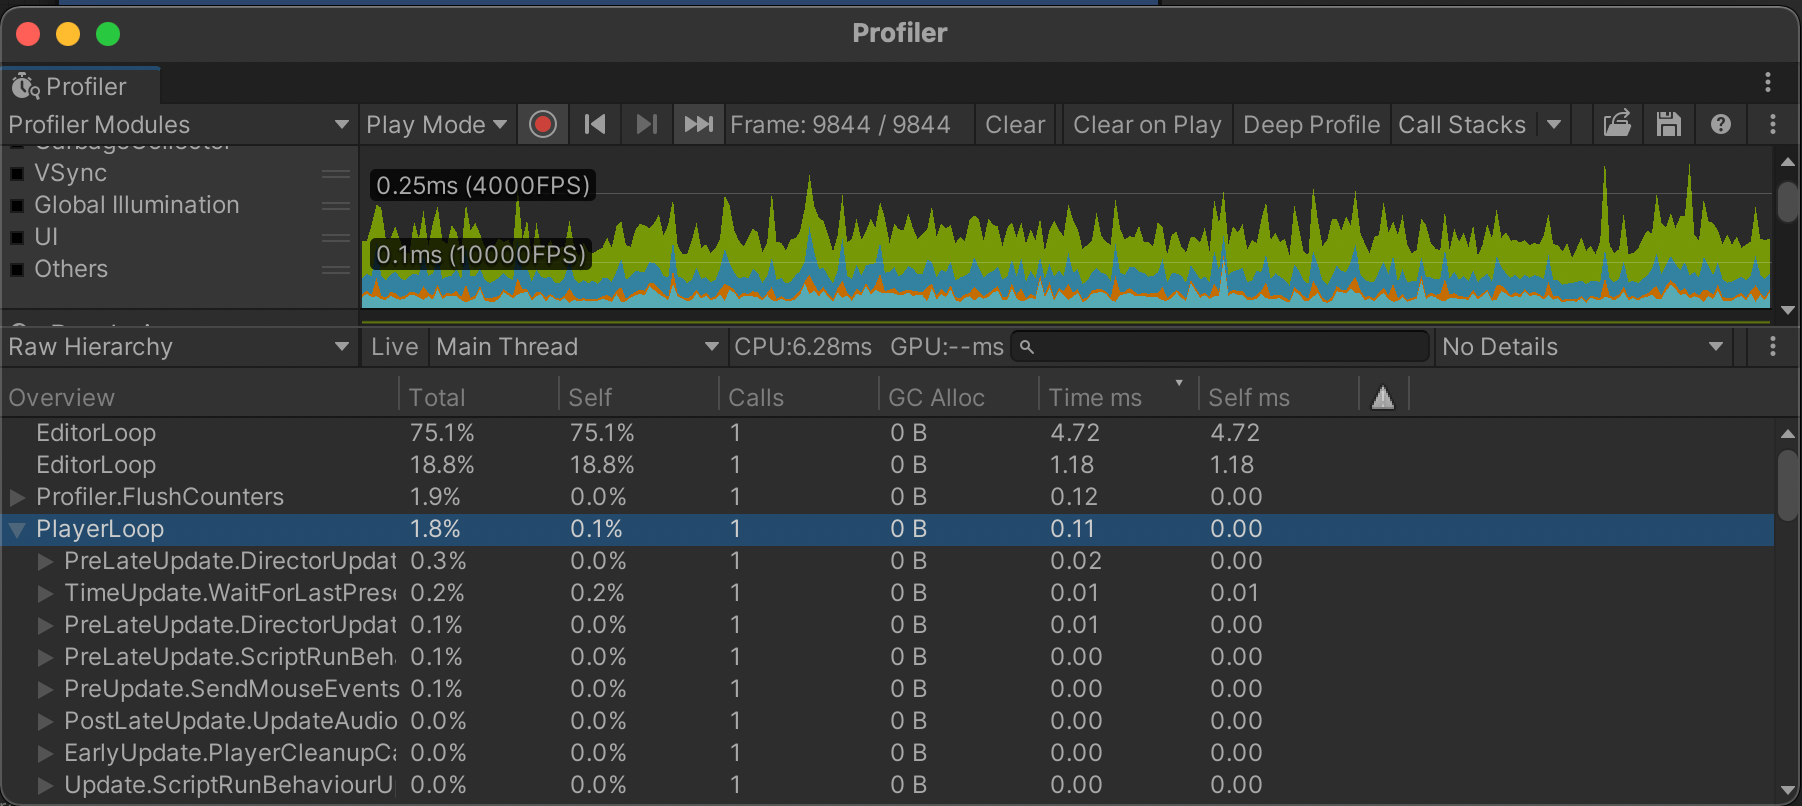 Profiler
Profiler
Profiler Modules Play Mode Frame: 9844 / 9844 Clear Clear on Play Deep Profile Call Stacks
GarbageCollector
VSync
Global Illumination
UI
Others
0.25ms (4000FPS)
0.1ms (10000FPS)
Raw Hierarchy Live Main Thread CPU:6.28ms GPU:--ms No Details
Overview Total Self Calls GC Alloc Time ms Self ms
EditorLoop 75.1% 75.1% 1 0 B 4.72 4.72
EditorLoop 18.8% 18.8% 1 0 B 1.18 1.18
Profiler.FlushCounters 1.9% 0.0% 1 0 B 0.12 0.00
PlayerLoop 1.8% 0.1% 1 0 B 0.11 0.00
PreLateUpdate.DirectorUpdat 0.3% 0.0% 1 0 B 0.02 0.00
TimeUpdate.WaitForLastPrese 0.2% 0.2% 1 0 B 0.01 0.01
PreLateUpdate.DirectorUpdat 0.1% 0.0% 1 0 B 0.01 0.00
PreLateUpdate.ScriptRunBeha 0.1% 0.0% 1 0 B 0.00 0.00
PreUpdate.SendMouseEvents 0.1% 0.0% 1 0 B 0.00 0.00
PostLateUpdate.UpdateAudio 0.0% 0.0% 1 0 B 0.00 0.00
EarlyUpdate.PlayerCleanupCa 0.0% 0.0% 1 0 B 0.00 0.00
Update.ScriptRunBehaviourU 0.0% 0.0% 1 0 B 0.00 0.00